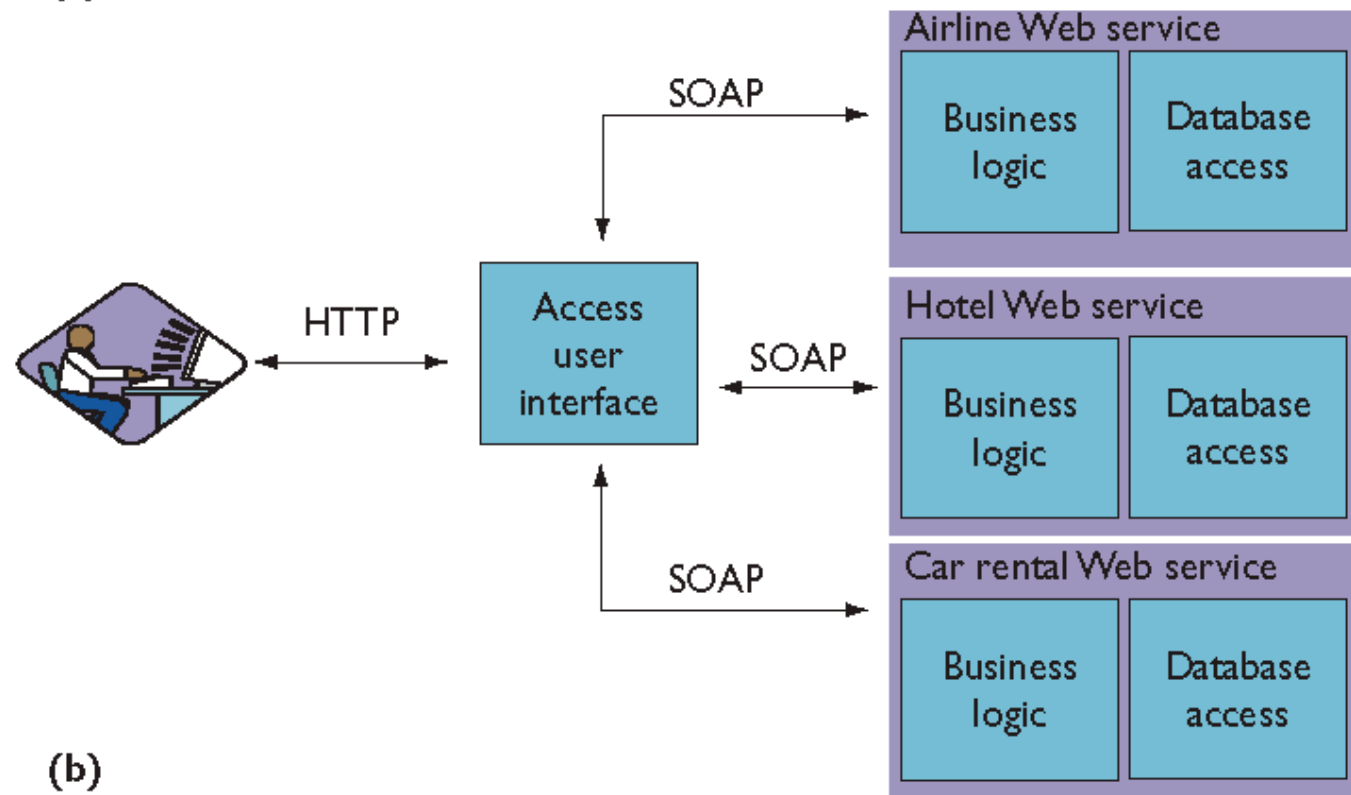 Airline Web service
SOAP
Business
logic
Database
access
HTTP
Access
user
interface
SOAP
Hotel Web service
Business
logic
Database
access
SOAP
Car rental Web service
Business
logic
Database
access
(b)